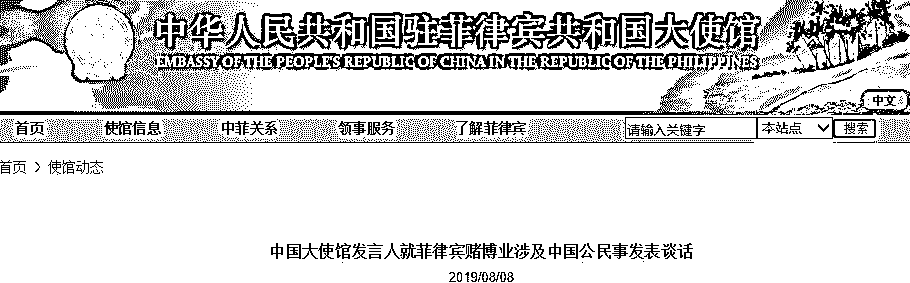 中华人民共和国驻菲律宾共和国大使馆
EMBASSY OF THE PEOPLE'S REPUBLIC OF CHINA IN THE REPUBLIC OF THE PHILIPPINES
中文
首页 使馆信息 中菲关系 领事服务 了解菲律宾 请输入关键字 本站点 搜索
首页 > 使馆动态
中国大使馆发言人就菲律宾赌博业涉及中国公民事发表谈话
2019/08/08